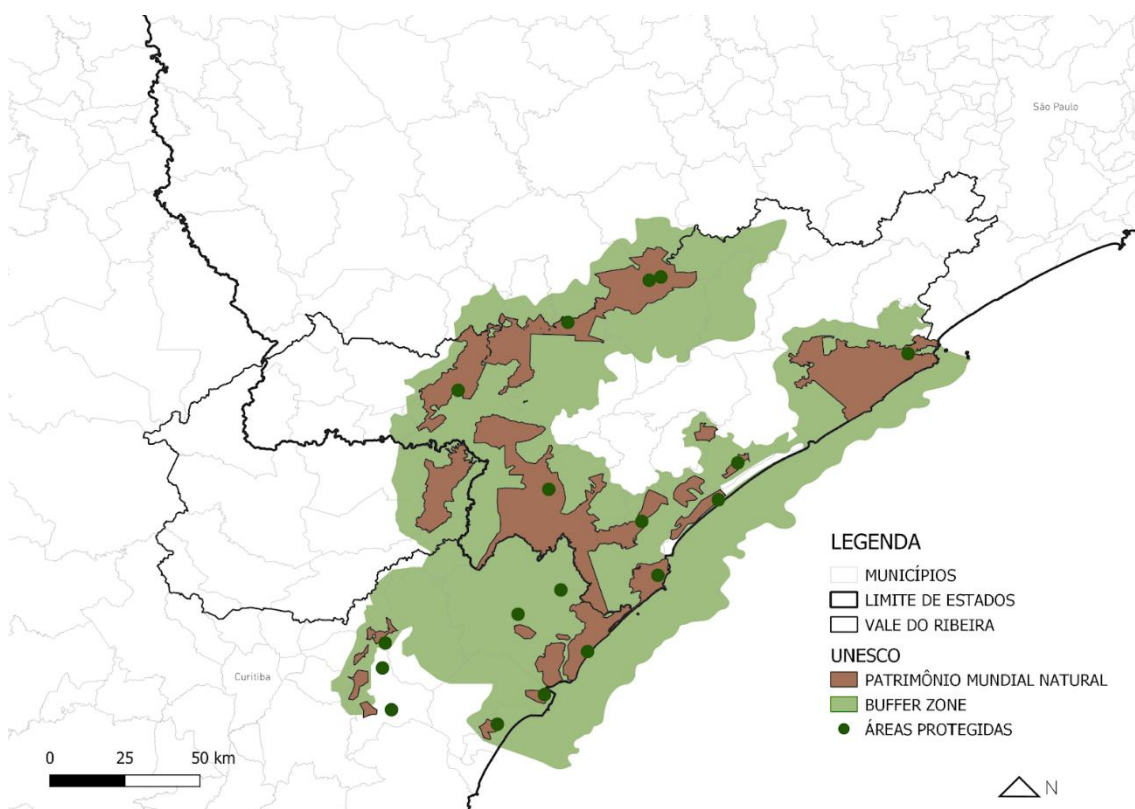 São Paulo
Curitiba
LEGENDA
MUNICÍPIOS
LIMITE DE ESTADOS
VALE DO RIBEIRA
UNESCO
PATRIMÔNIO MUNDIAL NATURAL
BUFFER ZONE
ÁREAS PROTEGIDAS
0 25 50 km
N